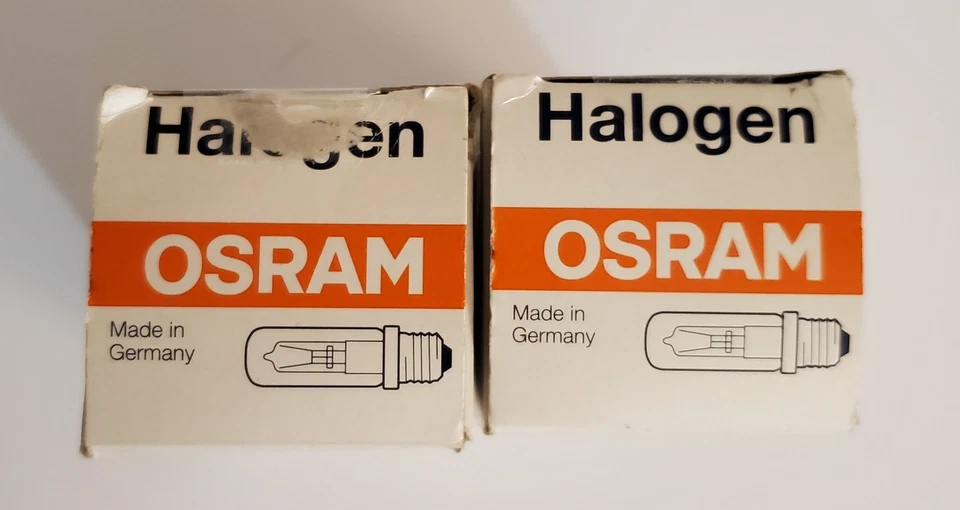 Halogen
OSRAM
Made in
Germany
Halogen
OSRAM
Made in
Germany